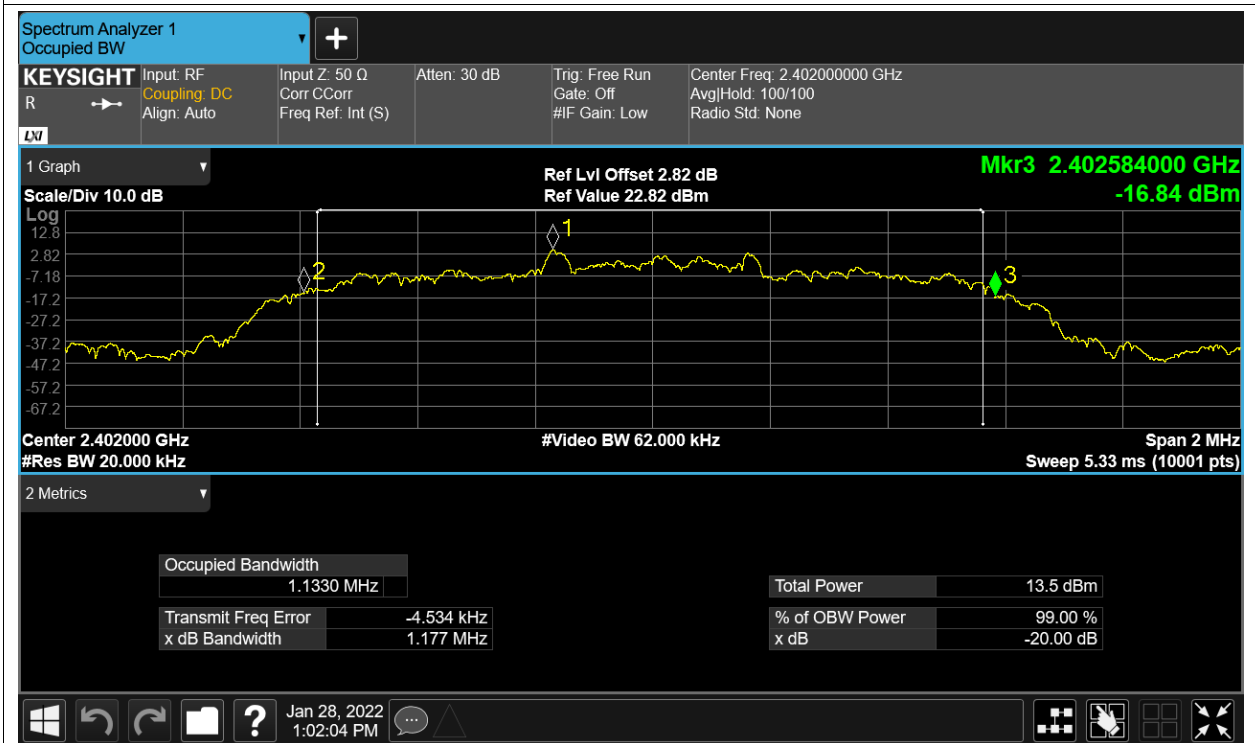 Spectrum Analyzer 1
Occupied BW
KEYSIGHT
R
LXI
Input: RF
Coupling: DC
Align: Auto
Input Z: 50 Ω
Corr CCorr
Freq Ref: Int (S)
Atten: 30 dB
Trig: Free Run
Gate: Off
#IF Gain: Low
Center Freq: 2.402000000 GHz
Avg|Hold: 100/100
Radio Std: None
1 Graph
Scale/Div 10.0 dB
Ref Lvl Offset 2.82 dB
Ref Value 22.82 dBm
Mkr3 2.402584000 GHz
-16.84 dBm
Log
12.8
2.82
-7.18
-17.2
-27.2
-37.2
-47.2
-57.2
-67.2
1
2
3
Center 2.402000 GHz
#Res BW 20.000 kHz
#Video BW 62.000 kHz
Span 2 MHz
Sweep 5.33 ms (10001 pts)
2 Metrics
Occupied Bandwidth
1.1330 MHz
Transmit Freq Error -4.534 kHz
x dB Bandwidth 1.177 MHz
Total Power 13.5 dBm
% of OBW Power 99.00 %
x dB -20.00 dB
?
Jan 28, 2022
1:02:04 PM